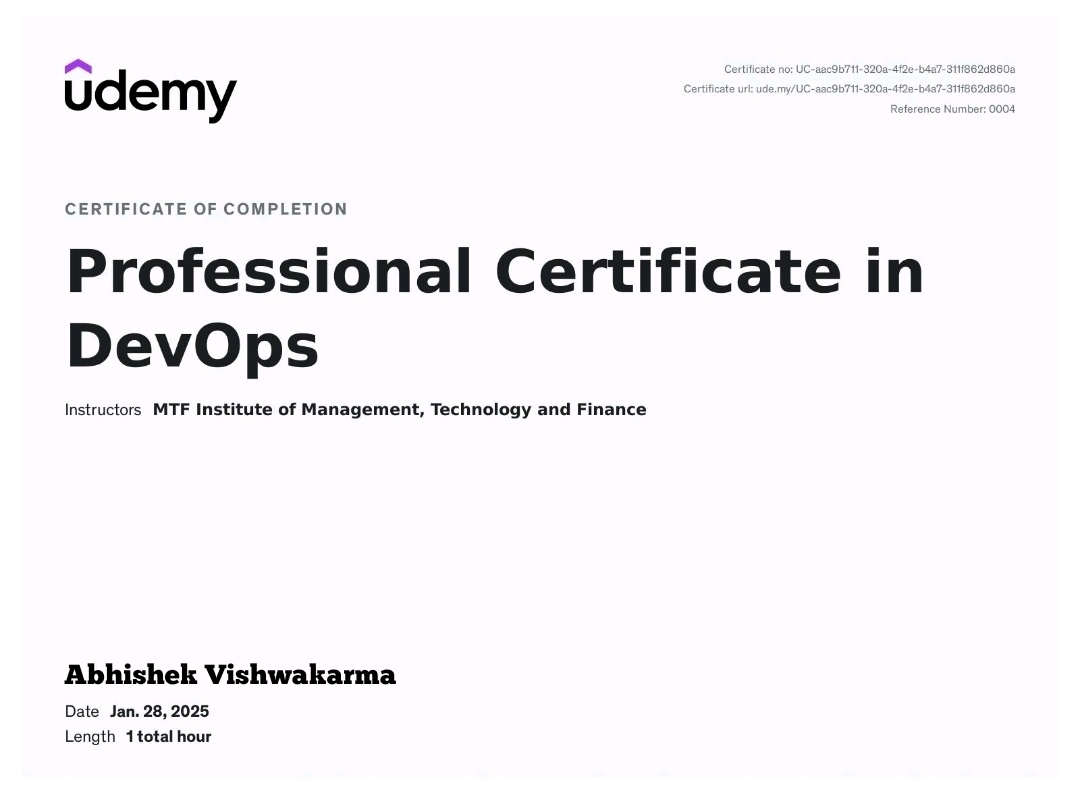 udemy
Certificate no: UC-aac9b711-320a-4f2e-b4a7-311f862d860a
Certificate url: ude.my/UC-aac9b711-320a-4f2e-b4a7-311f862d860a
Reference Number: 0004
CERTIFICATE OF COMPLETION
Professional Certificate in
DevOps
Instructors MTF Institute of Management, Technology and Finance
Abhishek Vishwakarma
Date Jan. 28, 2025
Length 1 total hour